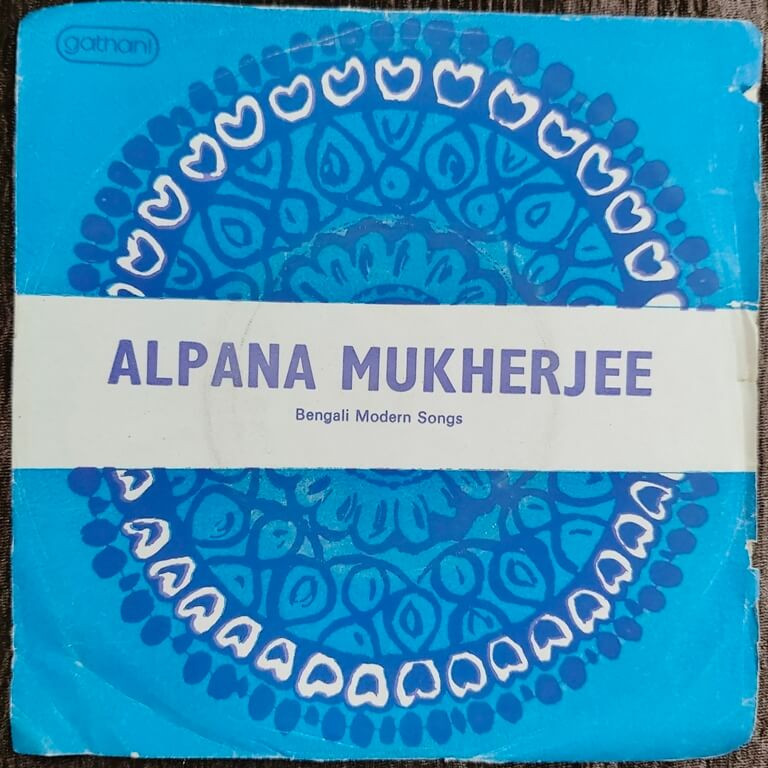 gathani
ALPANA MUKHERJEE
Bengali Modern Songs